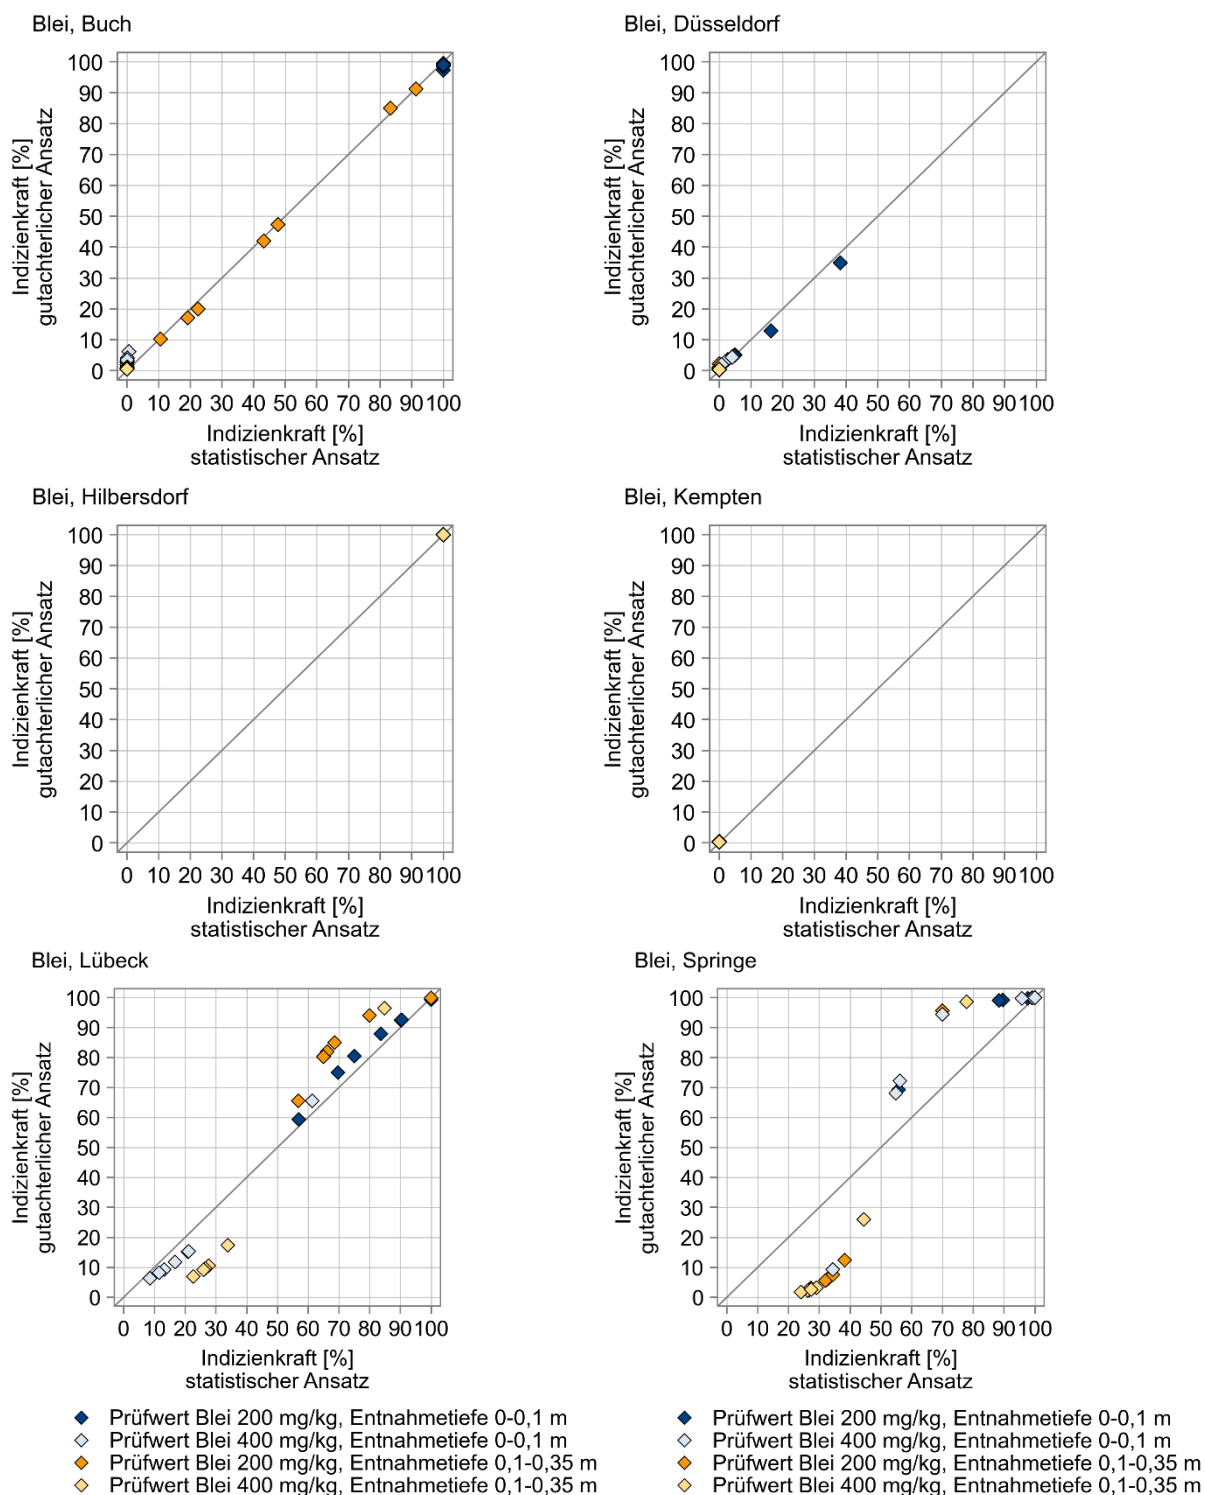 Blei, Buch
Indizienkraft [%]
gutachterlicher Ansatz
100
90
80
70
60
50
40
30
20
10
0
0 10 20 30 40 50 60 70 80 90 100
Indizienkraft [%]
statistischer Ansatz
Blei, Düsseldorf
Indizienkraft [%]
gutachterlicher Ansatz
100
90
80
70
60
50
40
30
20
10
0
0 10 20 30 40 50 60 70 80 90 100
Indizienkraft [%]
statistischer Ansatz
Blei, Hilbersdorf
Indizienkraft [%]
gutachterlicher Ansatz
100
90
80
70
60
50
40
30
20
10
0
0 10 20 30 40 50 60 70 80 90 100
Indizienkraft [%]
statistischer Ansatz
Blei, Kempten
Indizienkraft [%]
gutachterlicher Ansatz
100
90
80
70
60
50
40
30
20
10
0
0 10 20 30 40 50 60 70 80 90 100
Indizienkraft [%]
statistischer Ansatz
Blei, Lübeck
Indizienkraft [%]
gutachterlicher Ansatz
100
90
80
70
60
50
40
30
20
10
0
0 10 20 30 40 50 60 70 80 90 100
Indizienkraft [%]
statistischer Ansatz
Blei, Springe
Indizienkraft [%]
gutachterlicher Ansatz
100
90
80
70
60
50
40
30
20
10
0
0 10 20 30 40 50 60 70 80 90 100
Indizienkraft [%]
statistischer Ansatz
Prüfwert Blei 200 mg/kg, Entnahmetiefe 0-0,1 m
Prüfwert Blei 400 mg/kg, Entnahmetiefe 0-0,1 m
Prüfwert Blei 200 mg/kg, Entnahmetiefe 0,1-0,35 m
Prüfwert Blei 400 mg/kg, Entnahmetiefe 0,1-0,35 m
Prüfwert Blei 200 mg/kg, Entnahmetiefe 0-0,1 m
Prüfwert Blei 400 mg/kg, Entnahmetiefe 0-0,1 m
Prüfwert Blei 200 mg/kg, Entnahmetiefe 0,1-0,35 m
Prüfwert Blei 400 mg/kg, Entnahmetiefe 0,1-0,35 m